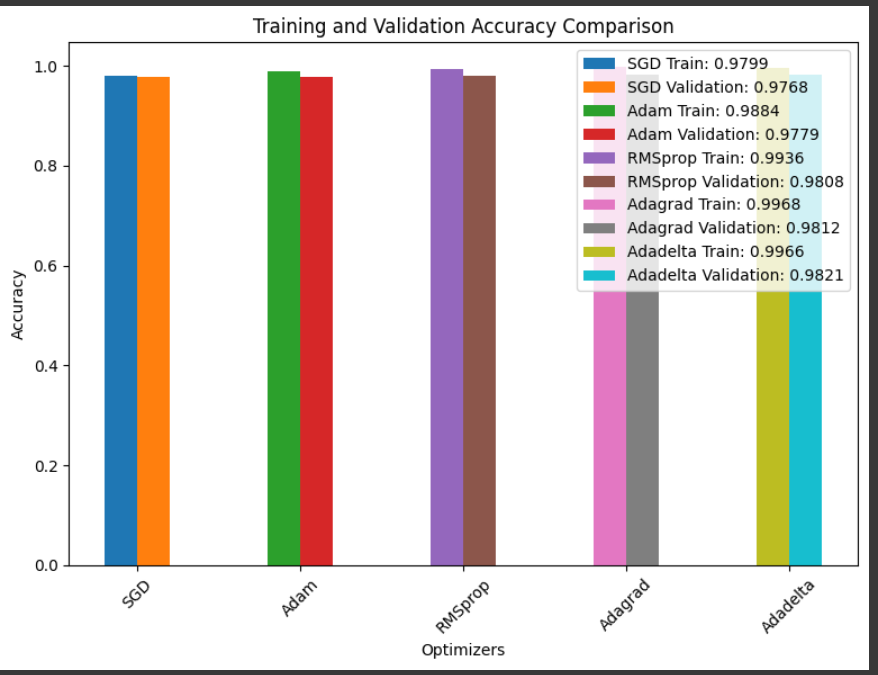 Training and Validation Accuracy Comparison
1.0
0.8
0.6
0.4
0.2
0.0
Accuracy
SGD Train: 0.9799
SGD Validation: 0.9768
Adam Train: 0.9884
Adam Validation: 0.9779
RMSprop Train: 0.9936
RMSprop Validation: 0.9808
Adagrad Train: 0.9968
Adagrad Validation: 0.9812
Adadelta Train: 0.9966
Adadelta Validation: 0.9821
SGD
Adam
RMSprop
Adagrad
Adadelta
Optimizers